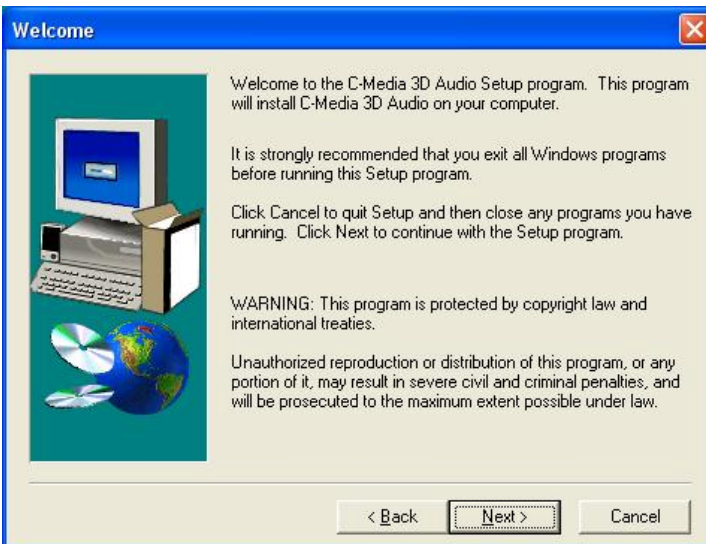 Welcome
Welcome to the C-Media 3D Audio Setup program.  This program
will install C-Media 3D Audio on your computer.
It is strongly recommended that you exit all Windows programs
before running this Setup program.
Click Cancel to quit Setup and then close any programs you have
running.  Click Next to continue with the Setup program.
WARNING: This program is protected by copyright law and
international treaties.
Unauthorized reproduction or distribution of this program, or any
portion of it, may result in severe civil and criminal penalties, and
will be prosecuted to the maximum extent possible under law.
< Back Next > Cancel